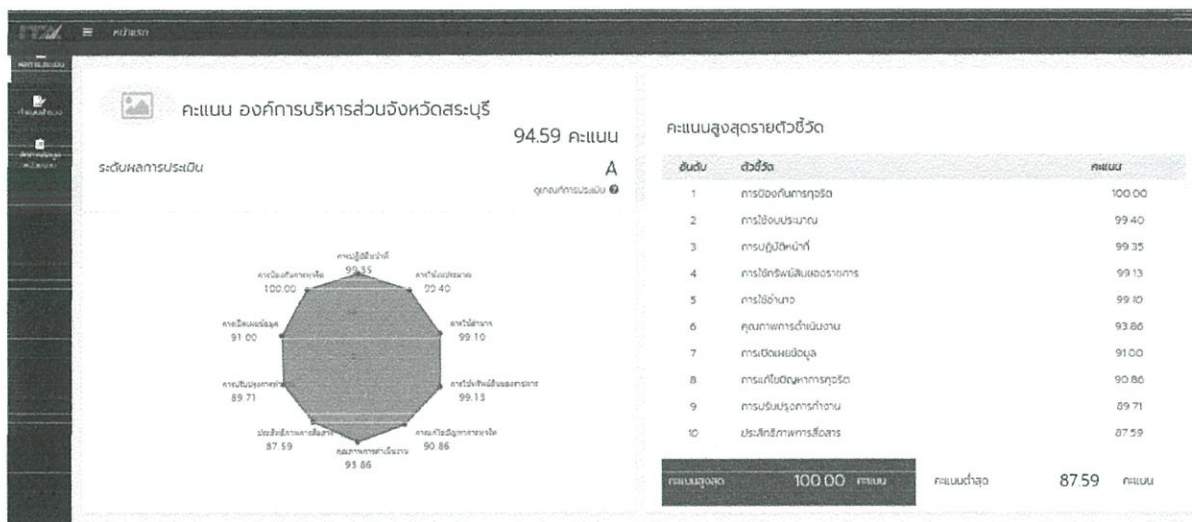 หน้าแรก
ผลการประเมิน
คะแนน องค์การบริหารส่วนจังหวัดสระบุรี
94.59 คะแนน
ระดับผลการประเมิน
A
ดูเกณฑ์การประเมิน
การปฏิบัติหน้าที่
99.35
การป้องกันการทุจริต
100.00
การใช้งบประมาณ
99.40
การเปิดเผยข้อมูล
91.00
การใช้อำนาจ
99.10
การปรับปรุงการทำงาน
89.71
การใช้ทรัพย์สินของราชการ
99.13
ประสิทธิภาพการสื่อสาร
87.59
คุณภาพการดำเนินงาน
93.86
การแก้ไขปัญหาการทุจริต
90.86
คะแนนสูงสุดรายตัวชี้วัด
อันดับ ตัวชี้วัด คะแนน
1 การป้องกันการทุจริต 100.00
2 การใช้งบประมาณ 99.40
3 การปฏิบัติหน้าที่ 99.35
4 การใช้ทรัพย์สินของราชการ 99.13
5 การใช้อำนาจ 99.10
6 คุณภาพการดำเนินงาน 93.86
7 การเปิดเผยข้อมูล 91.00
8 การแก้ไขปัญหาการทุจริต 90.86
9 การปรับปรุงการทำงาน 89.71
10 ประสิทธิภาพการสื่อสาร 87.59
คะแนนสูงสุด 100.00 คะแนน คะแนนต่ำสุด 87.59 คะแนน